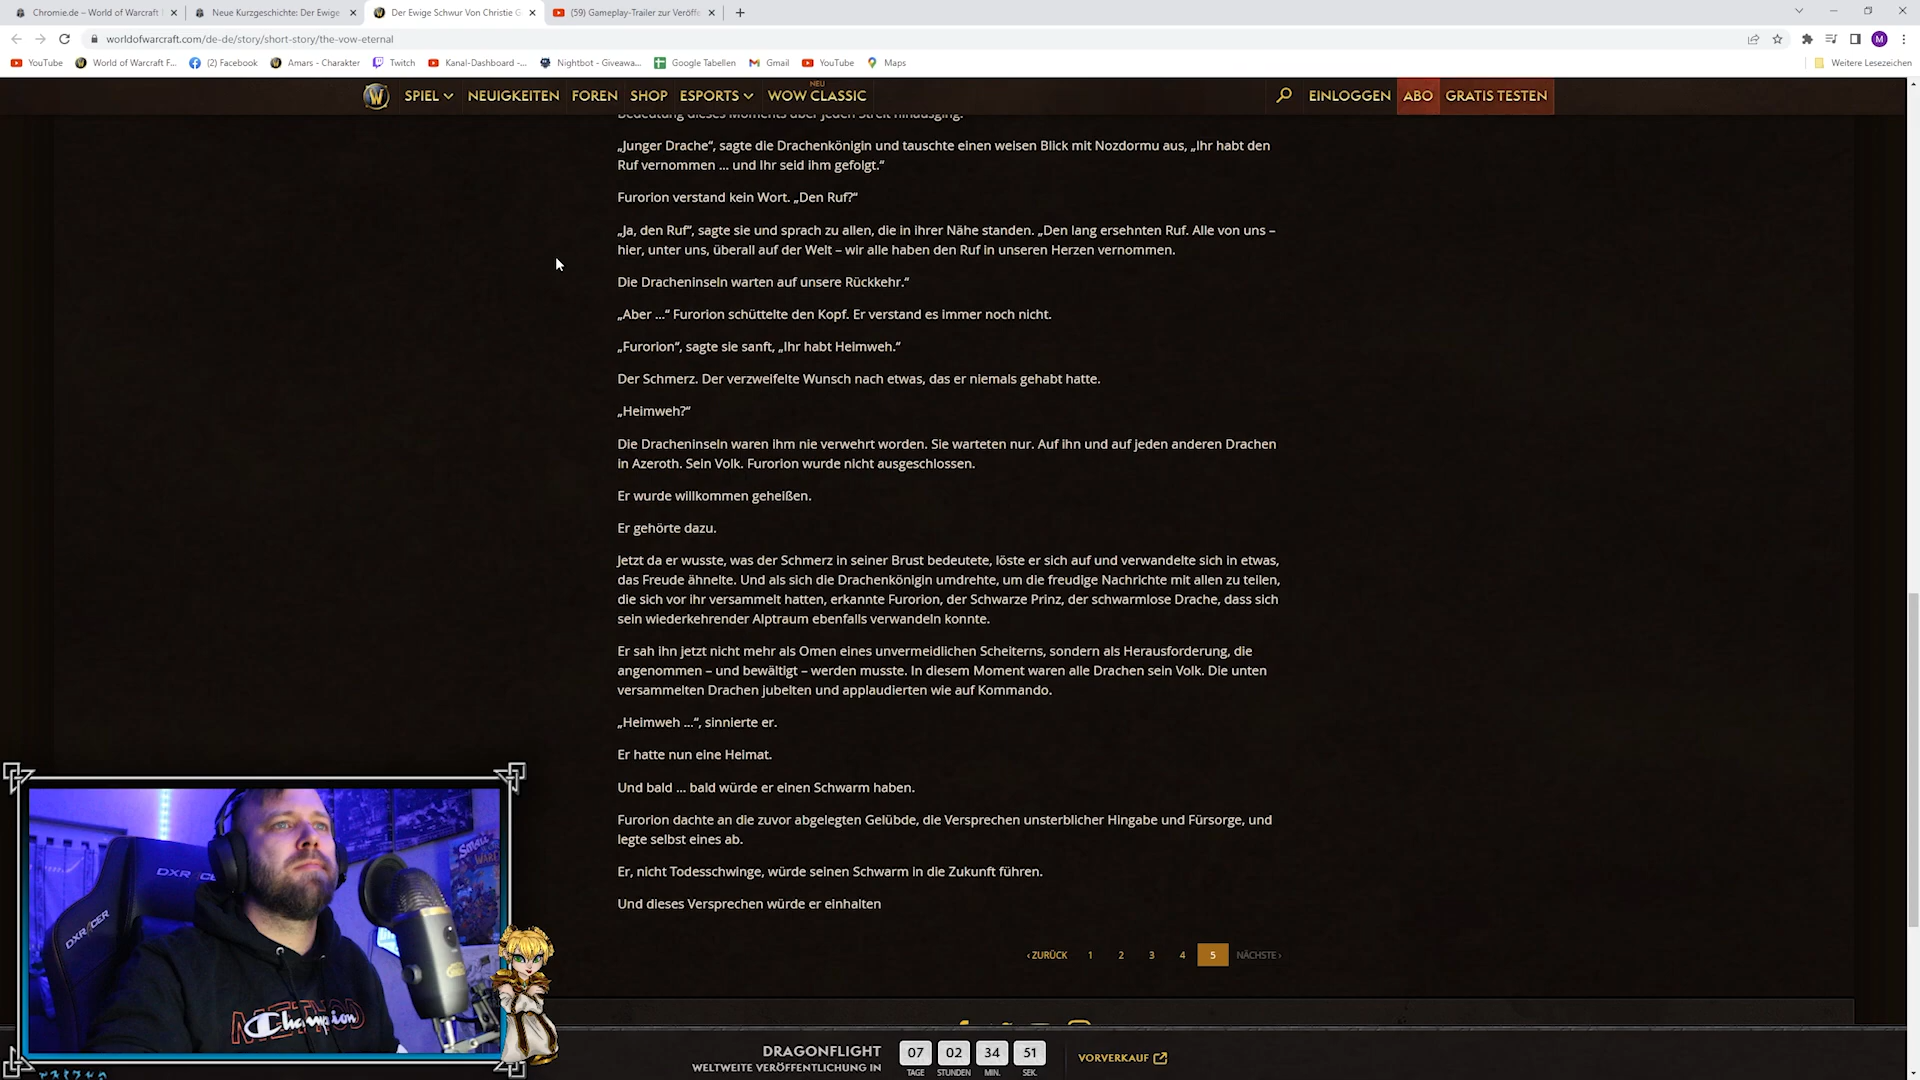 Chromie.de – World of Warcraft
Neue Kurzgeschichte: Der Ewige
Der Ewige Schwur Von Christie G
(59) Gameplay-Trailer zur Veröffe
worldofwarcraft.com/de-de/story/short-story/the-vow-eternal
M
YouTube
World of Warcraft F...
(2) Facebook
Amars - Charakter
Twitch
Kanal-Dashboard -...
Nightbot - Giveawa...
Google Tabellen
Gmail
YouTube
Maps
Weitere Lesezeichen
SPIEL
NEUIGKEITEN
FOREN
SHOP
ESPORTS
NEU
WOW CLASSIC
EINLOGGEN
ABO
GRATIS TESTEN
Bedeutung dieses Moments über jeden Streit hinausging.
„Junger Drache“, sagte die Drachenkönigin und tauschte einen weisen Blick mit Nozdormu aus, „Ihr habt den
Ruf vernommen ... und Ihr seid ihm gefolgt.“
Furorion verstand kein Wort. „Den Ruf?“
„Ja, den Ruf“, sagte sie und sprach zu allen, die in ihrer Nähe standen. „Den lang ersehnten Ruf. Alle von uns –
hier, unter uns, überall auf der Welt – wir alle haben den Ruf in unseren Herzen vernommen.
Die Dracheninseln warten auf unsere Rückkehr.“
„Aber ...“ Furorion schüttelte den Kopf. Er verstand es immer noch nicht.
„Furorion“, sagte sie sanft, „Ihr habt Heimweh.“
Der Schmerz. Der verzweifelte Wunsch nach etwas, das er niemals gehabt hatte.
„Heimweh?“
Die Dracheninseln waren ihm nie verwehrt worden. Sie warteten nur. Auf ihn und auf jeden anderen Drachen
in Azeroth. Sein Volk. Furorion wurde nicht ausgeschlossen.
Er wurde willkommen geheißen.
Er gehörte dazu.
Jetzt da er wusste, was der Schmerz in seiner Brust bedeutete, löste er sich auf und verwandelte sich in etwas,
das Freude ähnelte. Und als sich die Drachenkönigin umdrehte, um die freudige Nachrichte mit allen zu teilen,
die sich vor ihr versammelt hatten, erkannte Furorion, der Schwarze Prinz, der schwarmlose Drache, dass sich
sein wiederkehrender Alptraum ebenfalls verwandeln konnte.
Er sah ihn jetzt nicht mehr als Omen eines unvermeidlichen Scheiterns, sondern als Herausforderung, die
angenommen – und bewältigt – werden musste. In diesem Moment waren alle Drachen sein Volk. Die unten
versammelten Drachen jubelten und applaudierten wie auf Kommando.
„Heimweh ...“, sinnierte er.
Er hatte nun eine Heimat.
Und bald ... bald würde er einen Schwarm haben.
Furorion dachte an die zuvor abgelegten Gelübde, die Versprechen unsterblicher Hingabe und Fürsorge, und
legte selbst eines ab.
Er, nicht Todesschwinge, würde seinen Schwarm in die Zukunft führen.
Und dieses Versprechen würde er einhalten
‹ ZURÜCK 1 2 3 4 5 NÄCHSTE ›
DXRACER
DXRACER
Champion
DRAGONFLIGHT
WELTWEITE VERÖFFENTLICHUNG IN
07 02 34 51
TAGE STUNDEN MIN. SEK.
VORVERKAUF